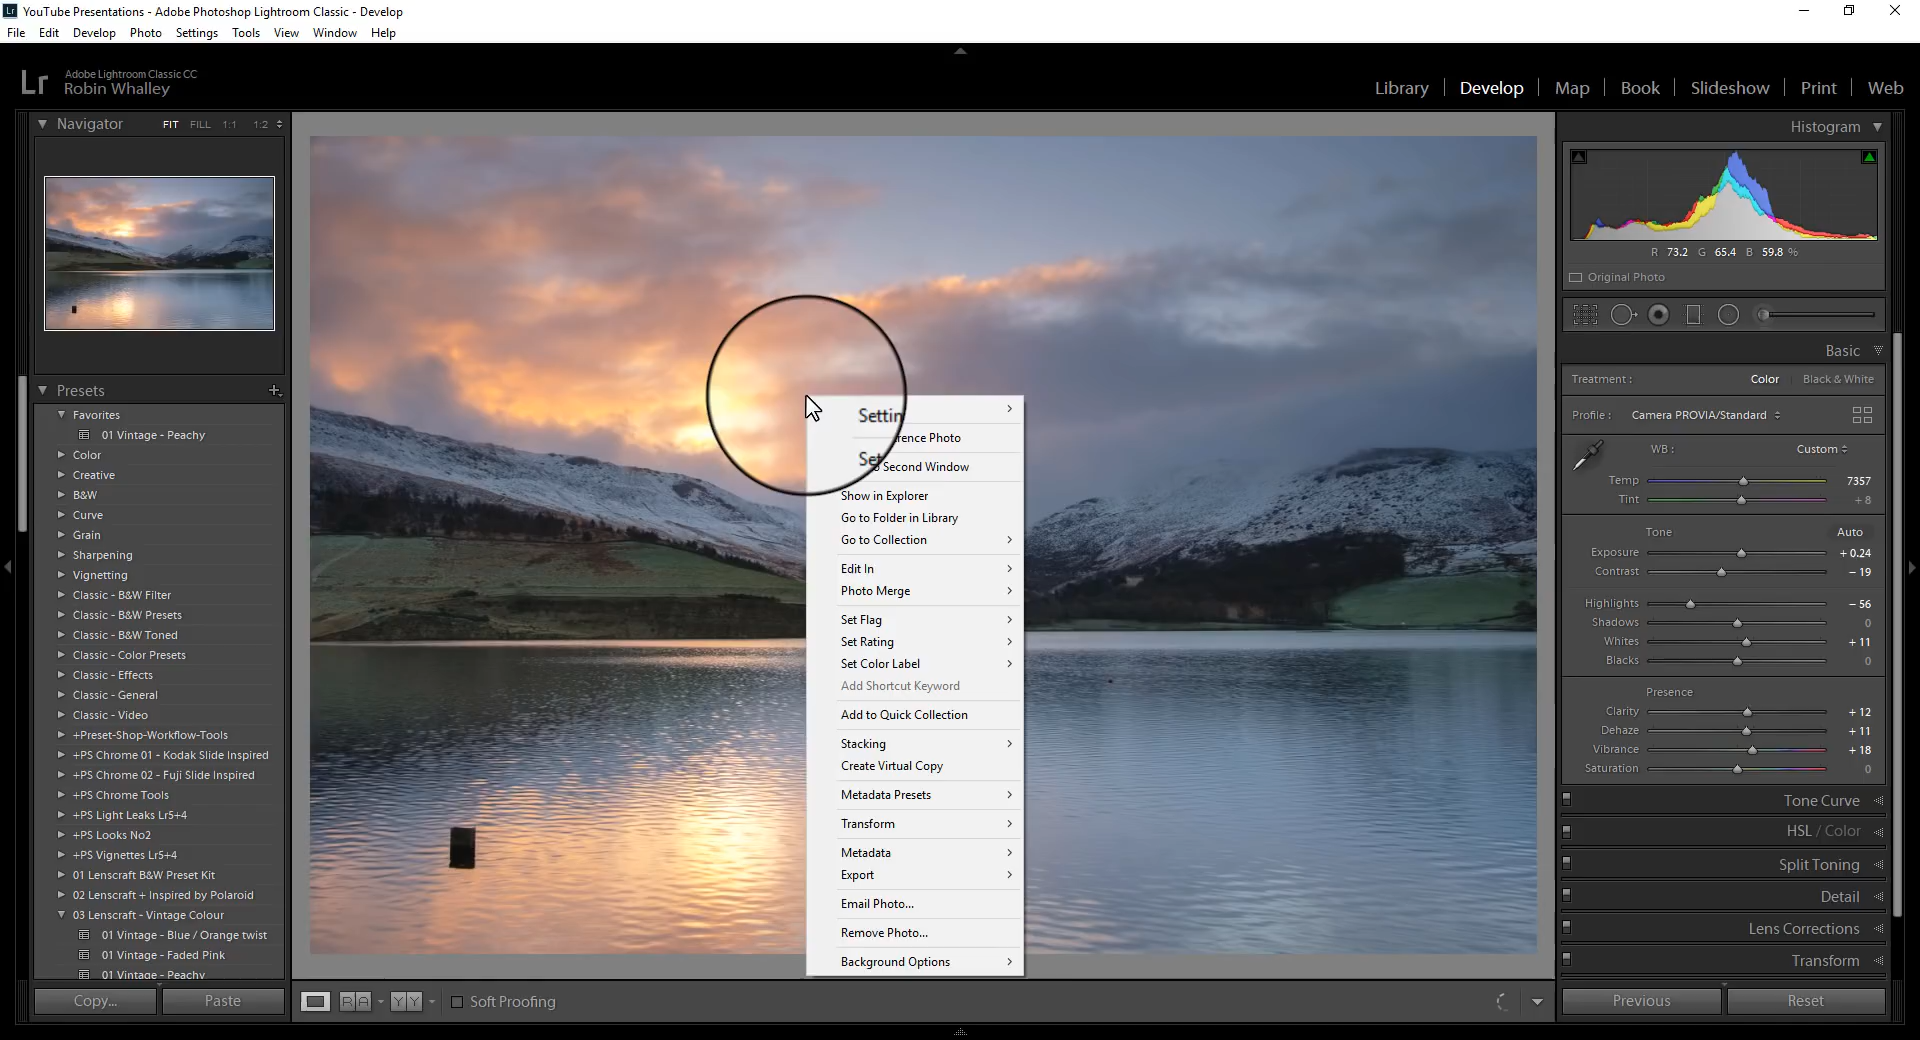 YouTube Presentations - Adobe Photoshop Lightroom Classic - Develop
File Edit Develop Photo Settings Tools View Window Help
Lr Adobe Lightroom Classic CC
Robin Whalley
Library Develop Map Book Slideshow Print Web
Navigator FIT FILL 1:1 1:2
Presets +
Favorites
01 Vintage - Peachy
Color
Creative
B&W
Curve
Grain
Sharpening
Vignetting
Classic - B&W Filter
Classic - B&W Presets
Classic - B&W Toned
Classic - Color Presets
Classic - Effects
Classic - General
Classic - Video
+Preset-Shop-Workflow-Tools
+PS Chrome 01 - Kodak Slide Inspired
+PS Chrome 02 - Fuji Slide Inspired
+PS Chrome Tools
+PS Light Leaks Lr5+4
+PS Looks No2
+PS Vignettes Lr5+4
01 Lenscraft B&W Preset Kit
02 Lenscraft + Inspired by Polaroid
03 Lenscraft - Vintage Colour
01 Vintage - Blue / Orange twist
01 Vintage - Faded Pink
01 Vintage - Peachy
Copy... Paste
Settin
Set
rence Photo
Second Window
Show in Explorer
Go to Folder in Library
Go to Collection
Edit In
Photo Merge
Set Flag
Set Rating
Set Color Label
Add Shortcut Keyword
Add to Quick Collection
Stacking
Create Virtual Copy
Metadata Presets
Transform
Metadata
Export
Email Photo...
Remove Photo...
Background Options
R A Y Y Soft Proofing
Histogram
R 73.2 G 65.4 B 59.8 %
Original Photo
Basic
Treatment : Color Black & White
Profile : Camera PROVIA/Standard
WB : Custom
Temp 7357
Tint + 8
Tone Auto
Exposure + 0.24
Contrast – 19
Highlights – 56
Shadows 0
Whites + 11
Blacks 0
Presence
Clarity + 12
Dehaze + 11
Vibrance + 18
Saturation 0
Tone Curve
HSL / Color
Split Toning
Detail
Lens Corrections
Transform
Previous Reset